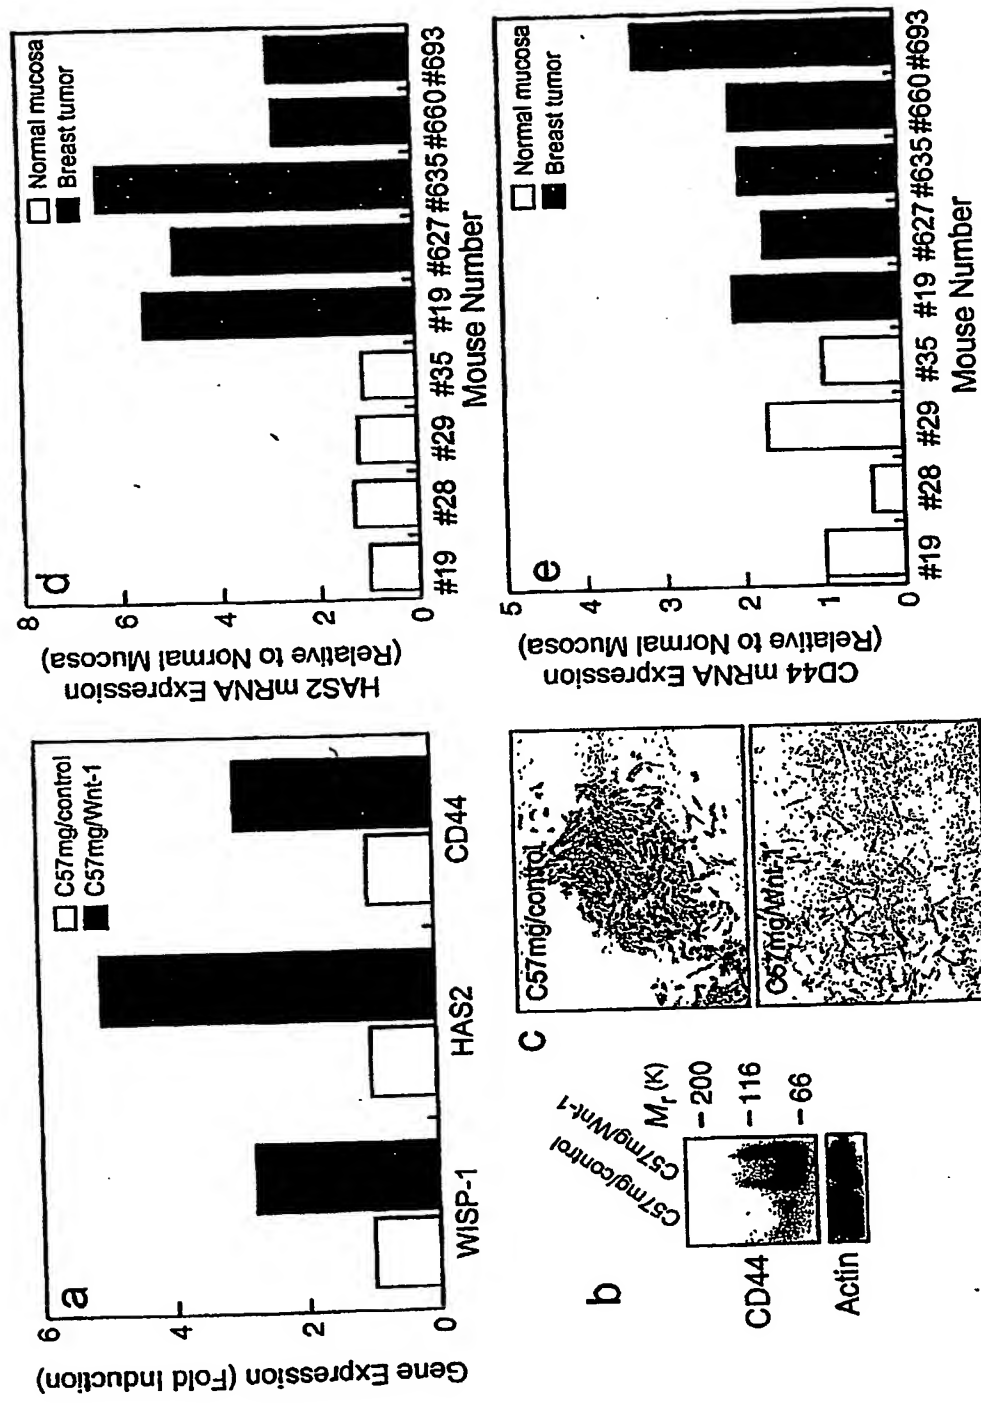 a
Gene Expression (Fold Induction)
6
4
2
0
C57mg/control
C57mg/Wnt-1
WISP-1 HAS2 CD44
b
C57mg/control
C57mg/Wnt-1
Mr (K)
CD44
– 200
– 116
– 66
Actin
c
C57mg/control
C57mg/Wnt-1
d
HAS2 mRNA Expression
(Relative to Normal Mucosa)
8
6
4
2
0
Normal mucosa
Breast tumor
#19 #28 #29 #35 #19 #627 #635 #660 #693
Mouse Number
e
CD44 mRNA Expression
(Relative to Normal Mucosa)
5
4
3
2
1
0
Normal mucosa
Breast tumor
#19 #28 #29 #35 #19 #627 #635 #660 #693
Mouse Number